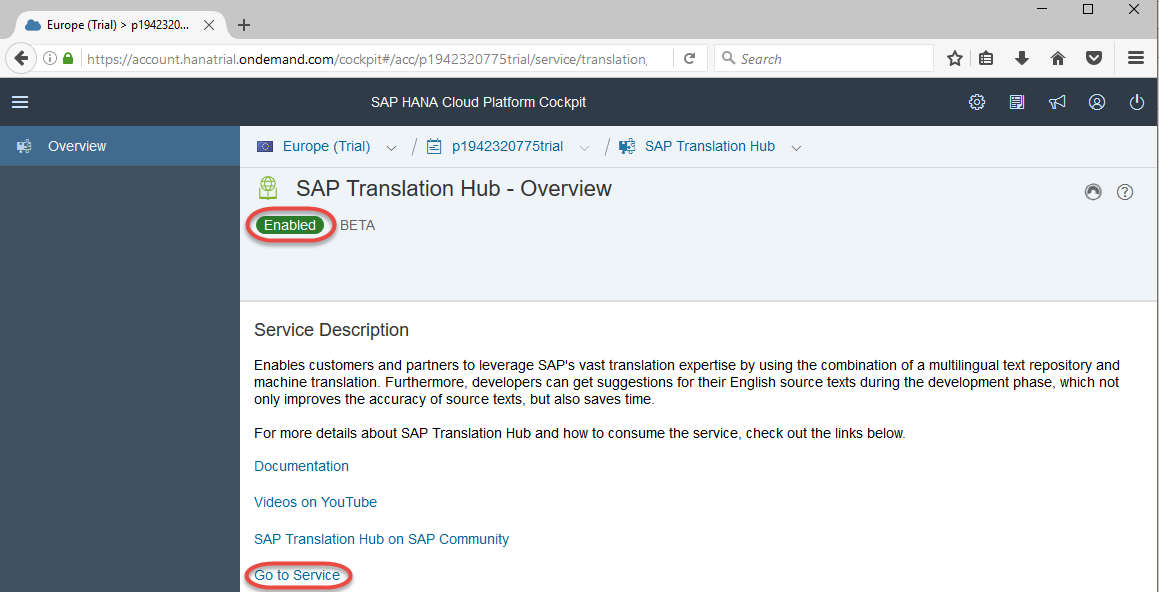 Europe (Trial) > p1942320...
https://account.hanatrial.ondemand.com/cockpit#/acc/p1942320775trial/service/translation
Search
SAP HANA Cloud Platform Cockpit
Overview
Europe (Trial) / p1942320775trial / SAP Translation Hub
SAP Translation Hub - Overview
Enabled BETA
Service Description
Enables customers and partners to leverage SAP's vast translation expertise by using the combination of a multilingual text repository and
machine translation. Furthermore, developers can get suggestions for their English source texts during the development phase, which not
only improves the accuracy of source texts, but also saves time.
For more details about SAP Translation Hub and how to consume the service, check out the links below.
Documentation
Videos on YouTube
SAP Translation Hub on SAP Community
Go to Service